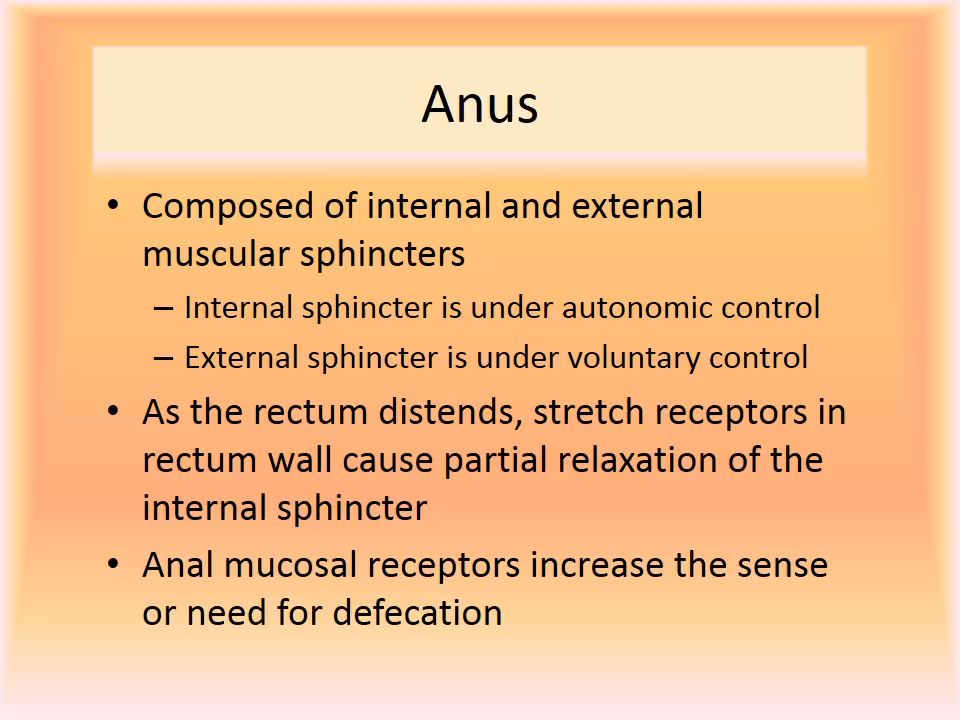 Anus
• Composed of internal and external
muscular sphincters
– Internal sphincter is under autonomic control
– External sphincter is under voluntary control
• As the rectum distends, stretch receptors in
rectum wall cause partial relaxation of the
internal sphincter
• Anal mucosal receptors increase the sense
or need for defecation